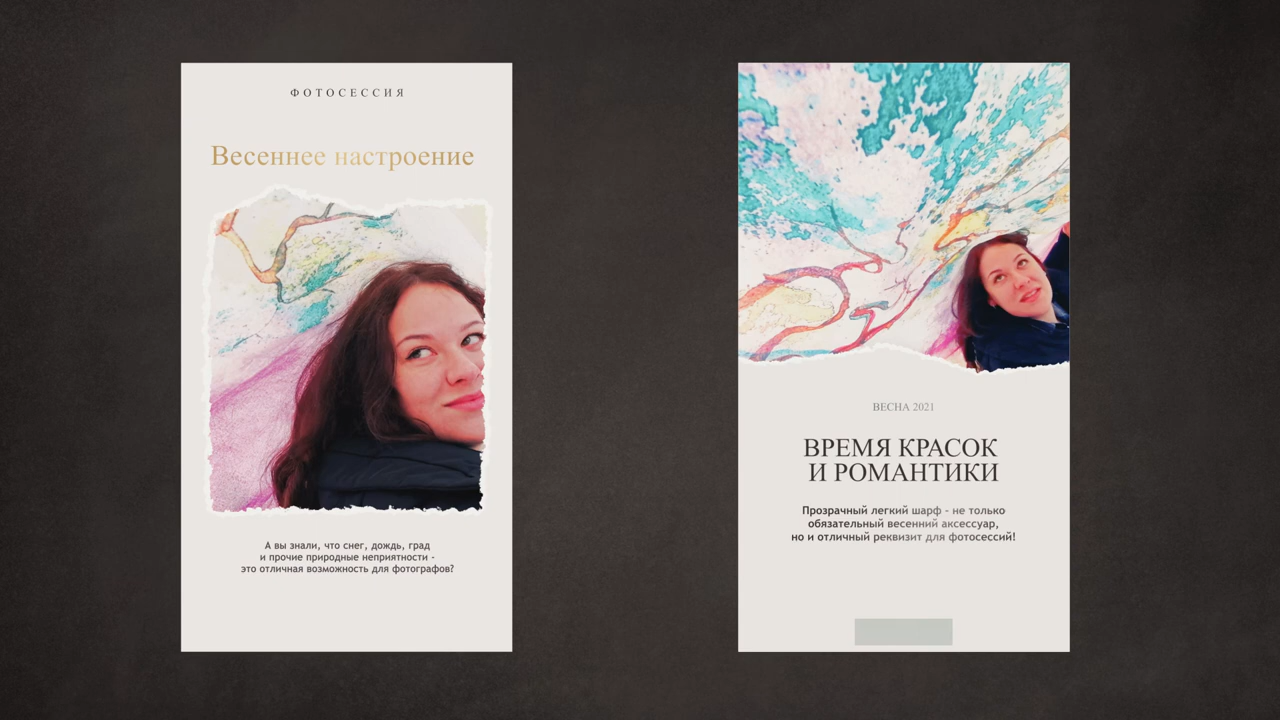 ФОТОСЕССИЯ
Весеннее настроение
А вы знали, что снег, дождь, град
и прочие природные неприятности -
это отличная возможность для фотографов?
ВЕСНА 2021
ВРЕМЯ КРАСОК
И РОМАНТИКИ
Прозрачный легкий шарф - не только
обязательный весенний аксессуар,
но и отличный реквизит для фотосессий!